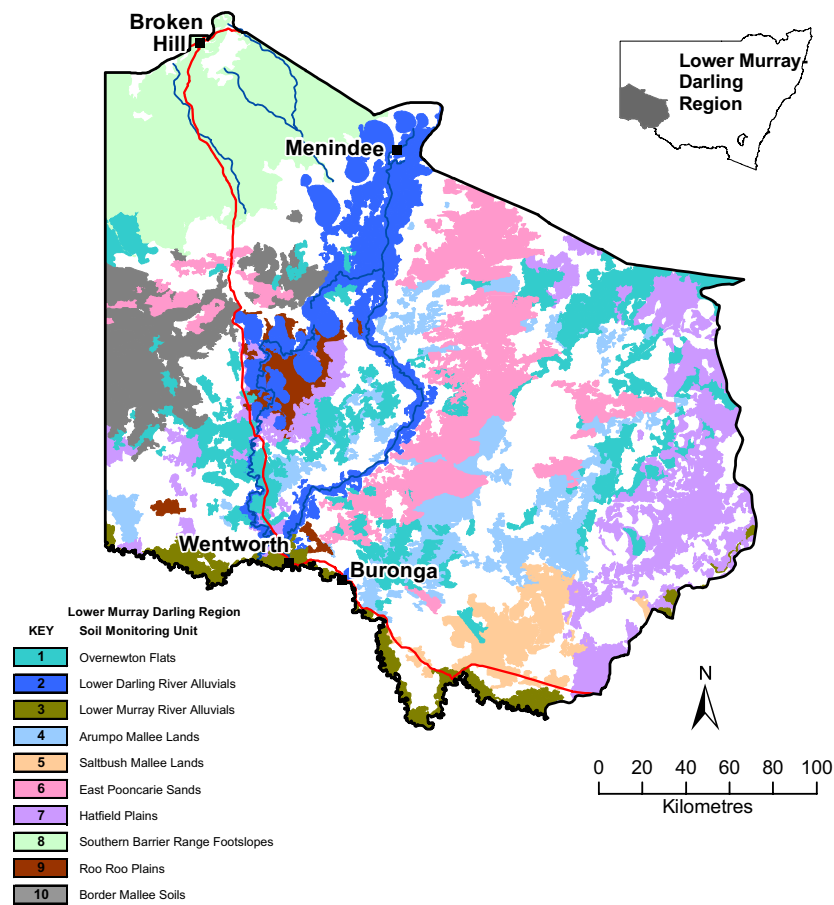 Broken
Hill
Lower Murray-
Darling
Region
Menindee
Wentworth
Buronga
Lower Murray Darling Region
KEY Soil Monitoring Unit
1 Overnewton Flats
2 Lower Darling River Alluvials
3 Lower Murray River Alluvials
4 Arumpo Mallee Lands
5 Saltbush Mallee Lands
6 East Pooncarie Sands
7 Hatfield Plains
8 Southern Barrier Range Footslopes
9 Roo Roo Plains
10 Border Mallee Soils
N
0 20 40 60 80 100
Kilometres